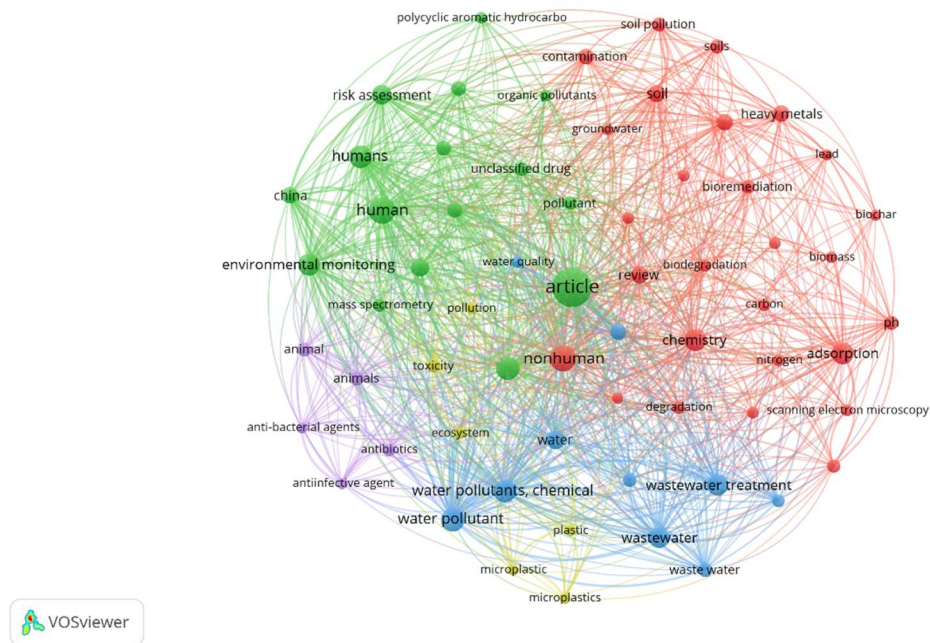 polycyclic aromatic hydrocarbo
soil pollution
soils
contamination
risk assessment
organic pollutants
soil
heavy metals
groundwater
humans
unclassified drug
lead
bioremediation
china
human
pollutant
biochar
environmental monitoring
water quality
article
review
biodegradation
biomass
mass spectrometry
pollution
carbon
ph
animal
nonhuman
chemistry
adsorption
animals
toxicity
nitrogen
degradation
scanning electron microscopy
anti-bacterial agents
ecosystem
water
antibiotics
antiinfective agent
water pollutants, chemical
wastewater treatment
water pollutant
plastic
wastewater
microplastic
waste water
microplastics
VOSviewer